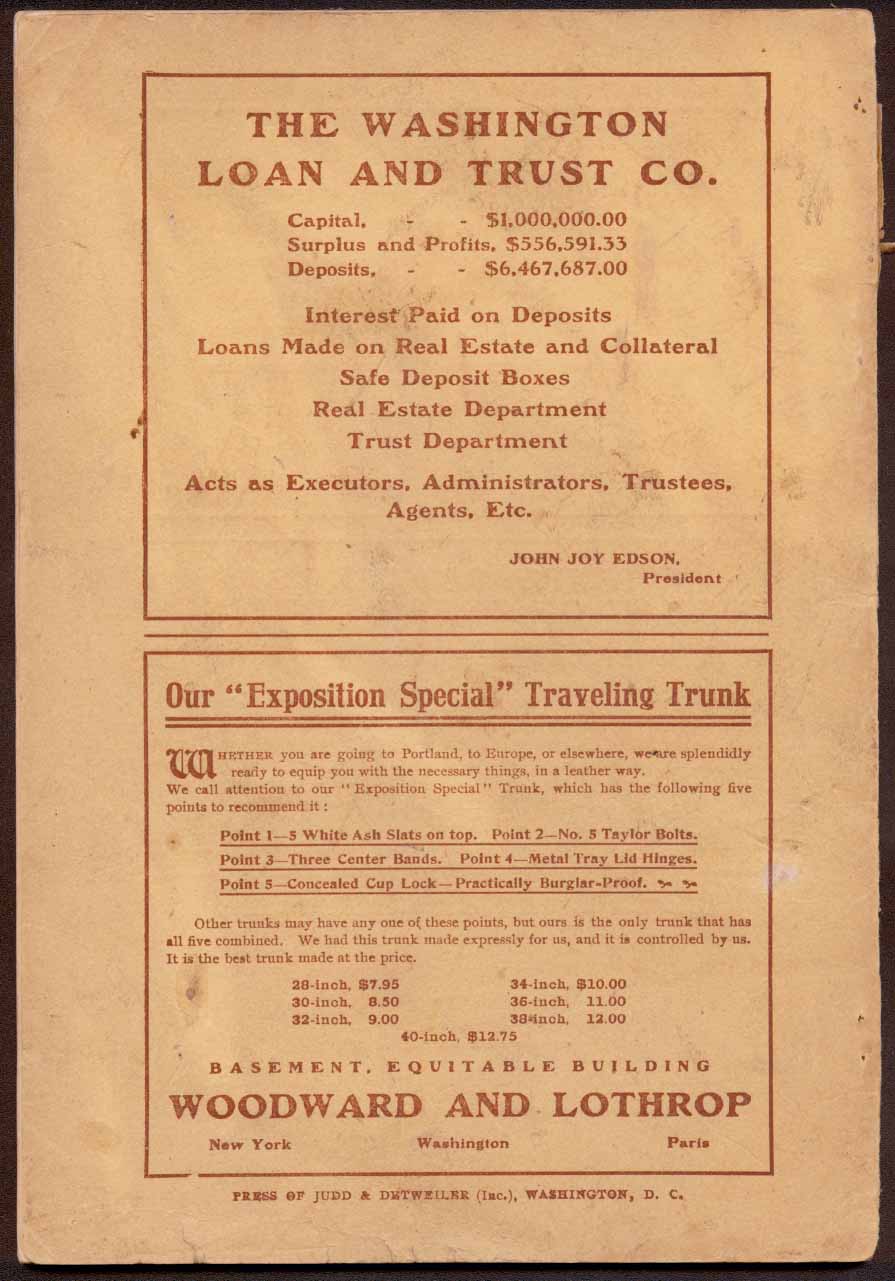 THE WASHINGTON
LOAN AND TRUST CO.
Capital, - - $1,000,000.00
Surplus and Profits, $556,591.33
Deposits, - - $6,467,687.00
Interest Paid on Deposits
Loans Made on Real Estate and Collateral
Safe Deposit Boxes
Real Estate Department
Trust Department
Acts as Executors, Administrators, Trustees,
Agents, Etc.
JOHN JOY EDSON,
President
Our “Exposition Special” Traveling Trunk
WHETHER you are going to Portland, to Europe, or elsewhere, we are splendidly
ready to equip you with the necessary things, in a leather way.
We call attention to our “Exposition Special” Trunk, which has the following five
points to recommend it:
Point 1—5 White Ash Slats on top. Point 2—No. 5 Taylor Bolts.
Point 3—Three Center Bands. Point 4—Metal Tray Lid Hinges.
Point 5—Concealed Cup Lock—Practically Burglar-Proof.
Other trunks may have any one of these points, but ours is the only trunk that has
all five combined. We had this trunk made expressly for us, and it is controlled by us.
It is the best trunk made at the price.
28-inch, $7.95 34-inch, $10.00
30-inch, 8.50 36-inch, 11.00
32-inch, 9.00 38-inch, 12.00
40-inch, $12.75
BASEMENT, EQUITABLE BUILDING
WOODWARD AND LOTHROP
New York Washington Paris
PRESS OF JUDD & DETWEILER (Inc.), WASHINGTON, D. C.